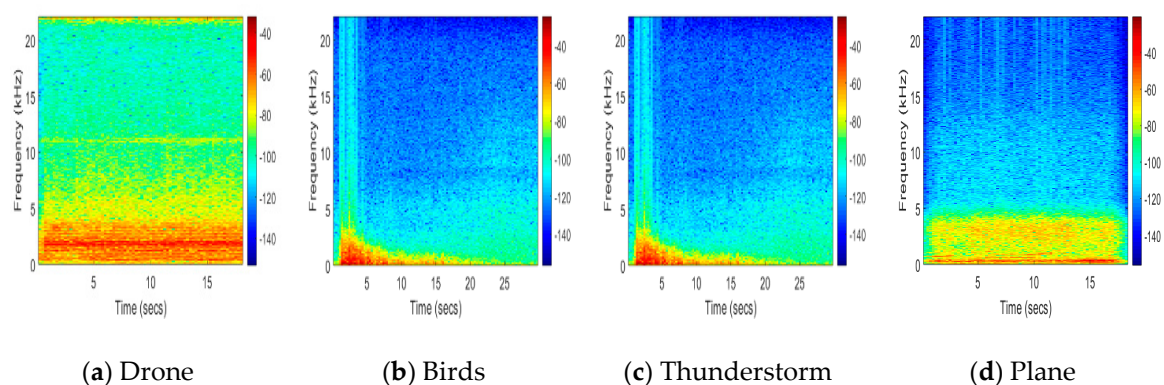 20
15
10
5
0
Frequency (kHz)
5 10 15
Time (secs)
-40
-60
-80
-100
-120
-140
20
15
10
5
0
Frequency (kHz)
5 10 15 20 25
Time (secs)
-40
-60
-80
-100
-120
-140
20
15
10
5
0
Frequency (kHz)
5 10 15 20 25
Time (secs)
-40
-60
-80
-100
-120
-140
20
15
10
5
0
Frequency (kHz)
5 10 15
Time (secs)
-20
-40
-60
-80
-100
-120
-140
(a) Drone
(b) Birds
(c) Thunderstorm
(d) Plane